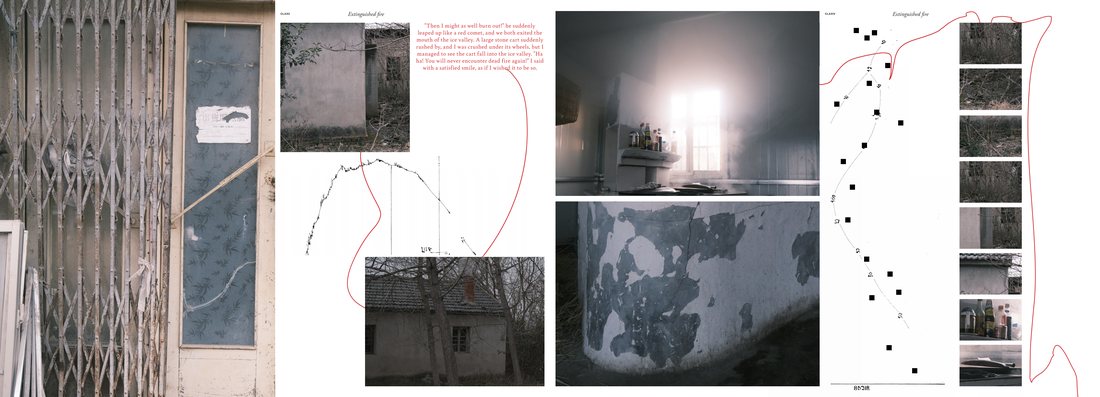 GLARE
Extinguished fire
"Then I might as well burn out!" he suddenly
leaped up like a red comet, and we both exited the
mouth of the ice valley. A large stone cart suddenly
rushed by, and I was crushed under its wheels, but I
managed to see the cart fall into the ice valley. "Ha
ha! You will never encounter dead fire again!" I said
with a satisfied smile, as if I wished it to be so.
GLARE
Extinguished fire